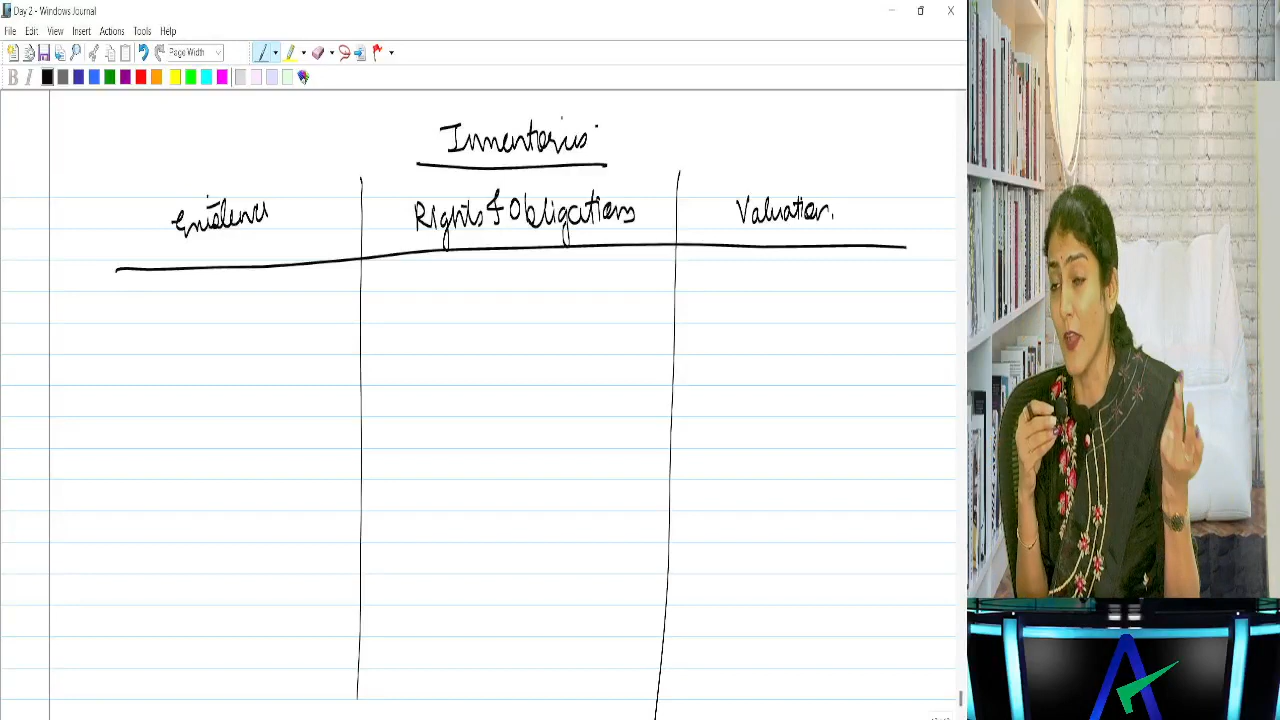 Day 2 - Windows Journal
File Edit View Insert Actions Tools Help
Page Width
B I
Inventories
Existence
Rights & Obligations
Valuation.